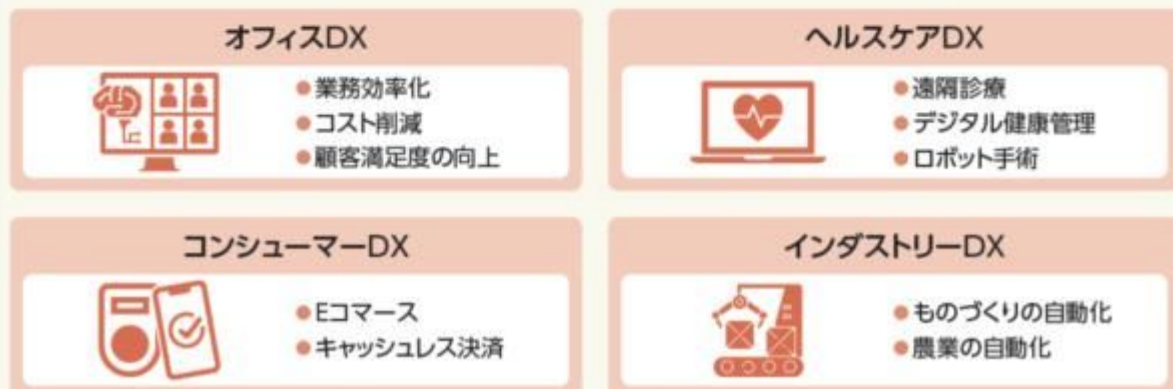 オフィスDX
●業務効率化
●コスト削減
●顧客満足度の向上
ヘルスケアDX
●遠隔診療
●デジタル健康管理
●ロボット手術
コンシューマーDX
●Eコマース
●キャッシュレス決済
インダストリーDX
●ものづくりの自動化
●農業の自動化